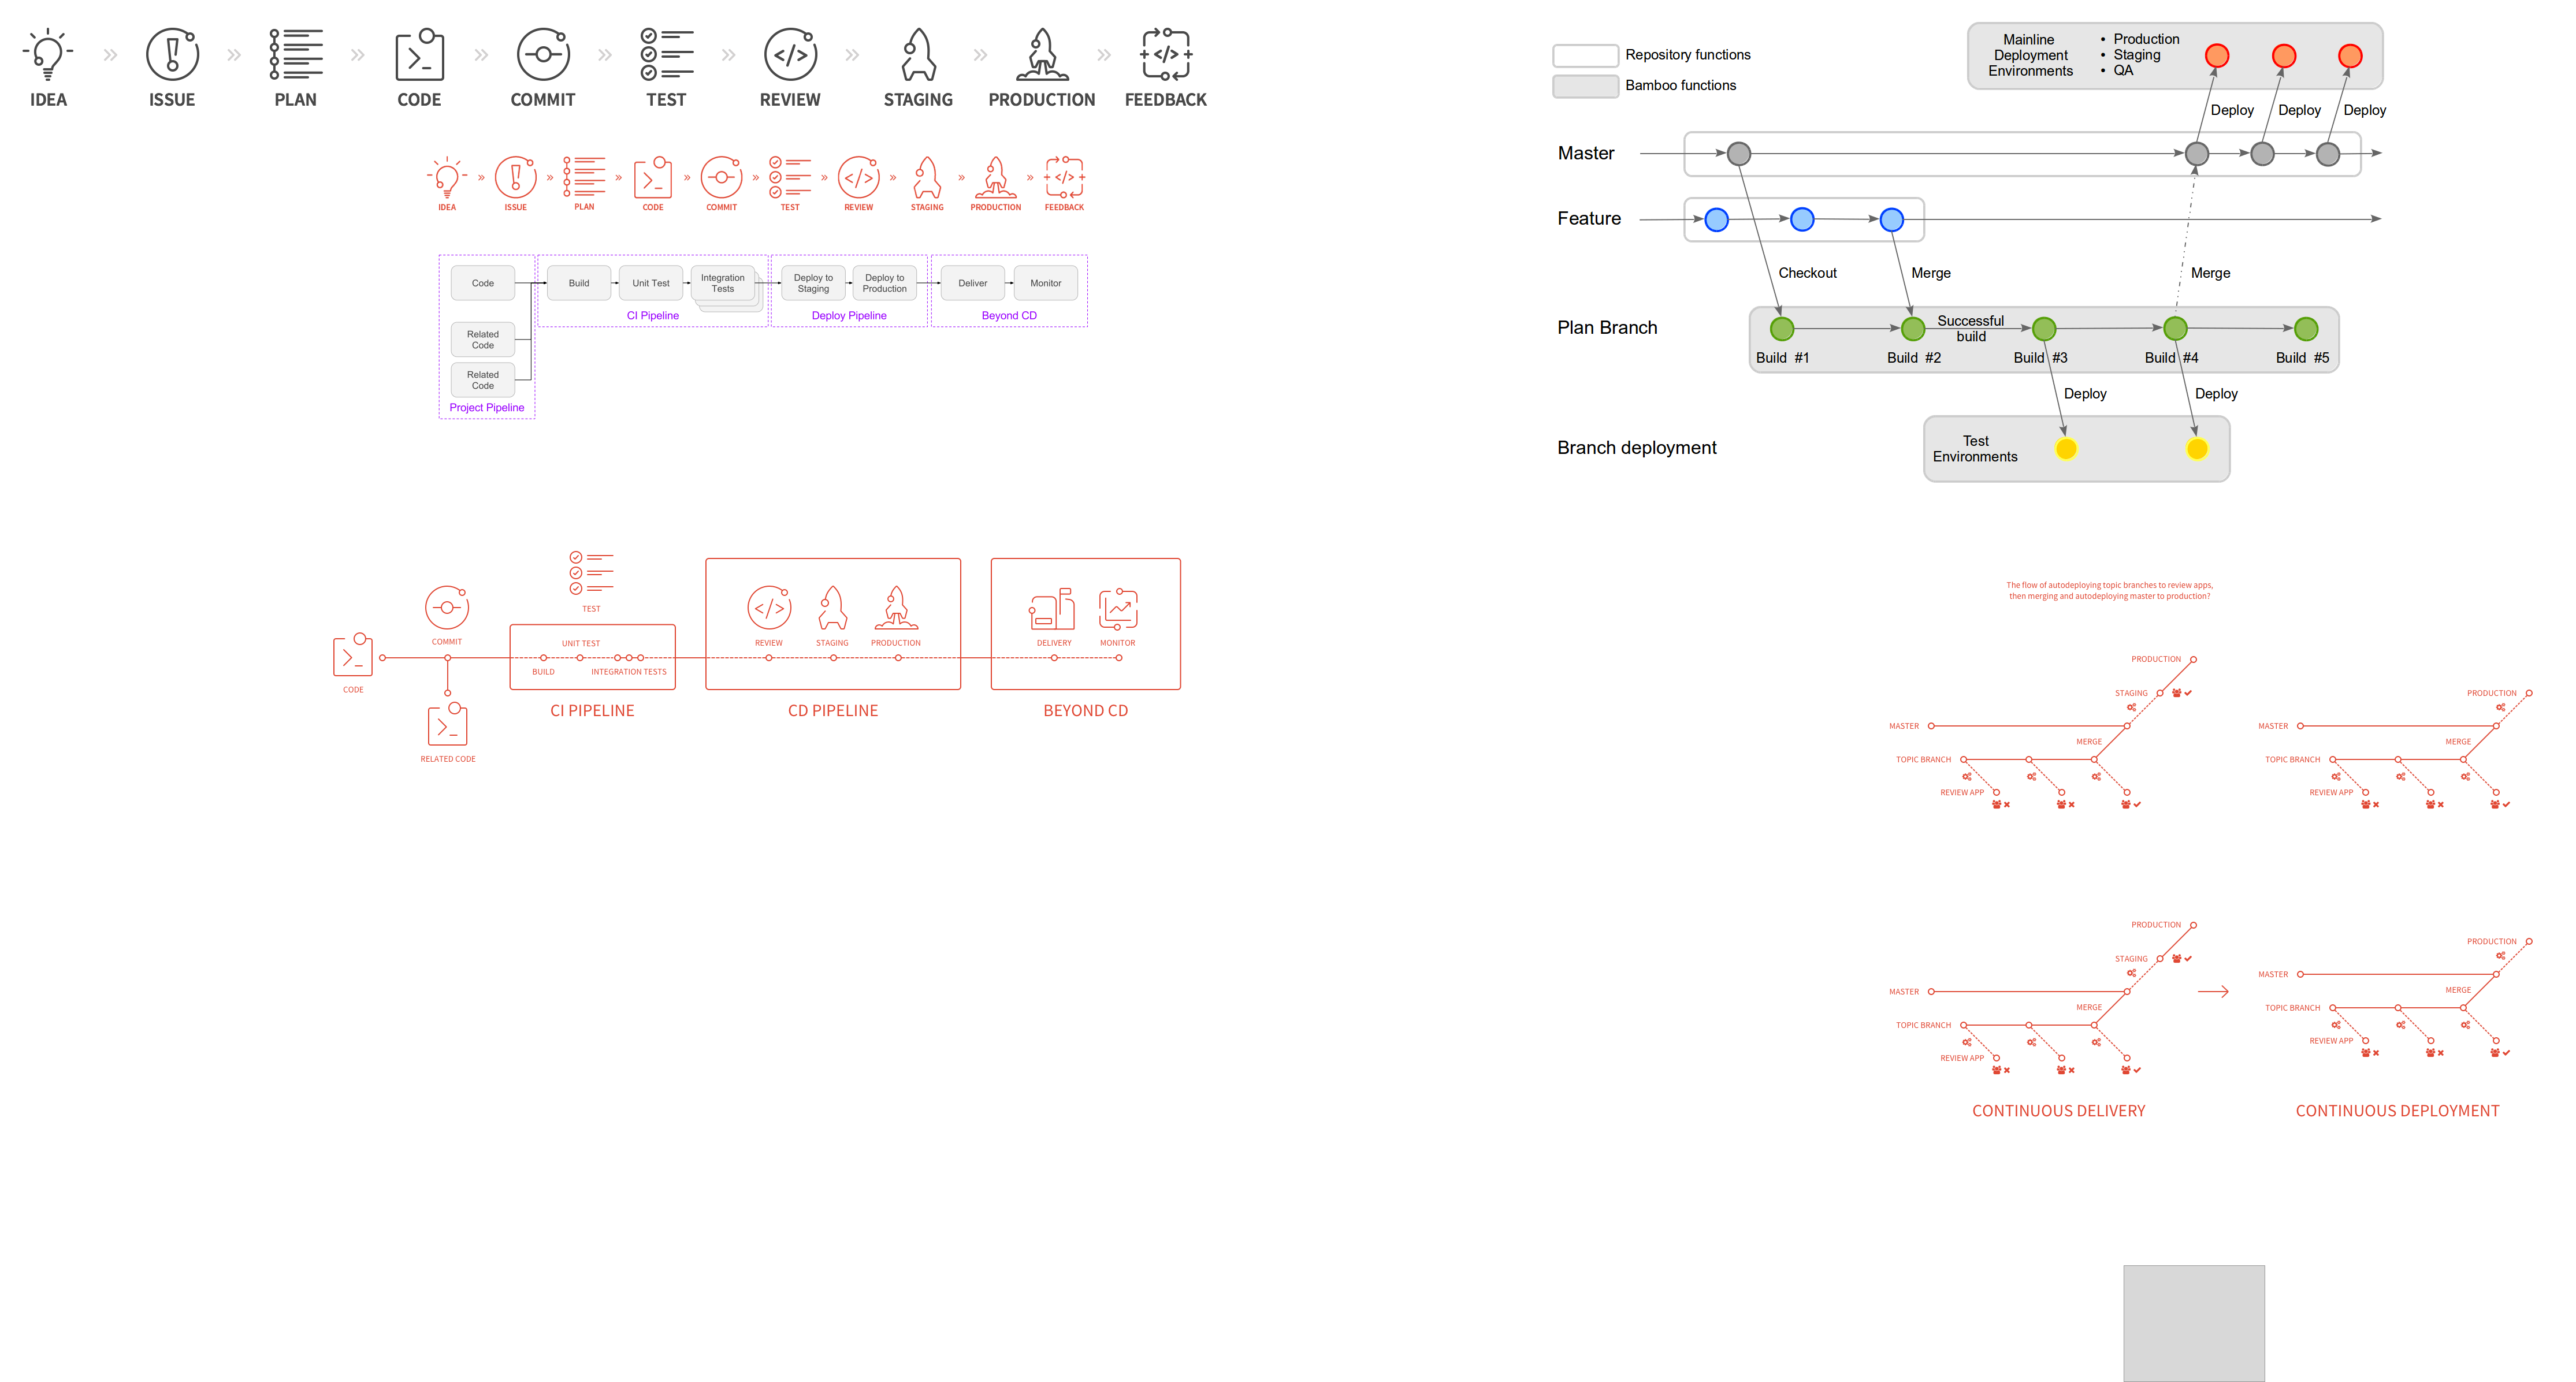 IDEA
ISSUE
PLAN
CODE
COMMIT
TEST
REVIEW
STAGING
PRODUCTION
FEEDBACK
IDEA
ISSUE
PLAN
CODE
COMMIT
TEST
REVIEW
STAGING
PRODUCTION
FEEDBACK
Code
Related
Code
Related
Code
Project Pipeline
Build
Unit Test
Integration
Tests
CI Pipeline
Deploy to
Staging
Deploy to
Production
Deploy Pipeline
Deliver
Monitor
Beyond CD
CODE
COMMIT
RELATED CODE
TEST
UNIT TEST
BUILD
INTEGRATION TESTS
CI PIPELINE
REVIEW
STAGING
PRODUCTION
CD PIPELINE
DELIVERY
MONITOR
BEYOND CD
Repository functions
Bamboo functions
Mainline
Deployment
Environments
• Production
• Staging
• QA
Deploy
Deploy
Deploy
Master
Feature
Checkout
Merge
Merge
Plan Branch
Successful
build
Build #1
Build #2
Build #3
Build #4
Build #5
Deploy
Deploy
Branch deployment
Test
Environments
The flow of autodeploying topic branches to review apps,
then merging and autodeploying master to production?
PRODUCTION
STAGING
MASTER
MERGE
TOPIC BRANCH
REVIEW APP
PRODUCTION
MASTER
MERGE
TOPIC BRANCH
REVIEW APP
PRODUCTION
STAGING
MASTER
MERGE
TOPIC BRANCH
REVIEW APP
CONTINUOUS DELIVERY
PRODUCTION
MASTER
MERGE
TOPIC BRANCH
REVIEW APP
CONTINUOUS DEPLOYMENT